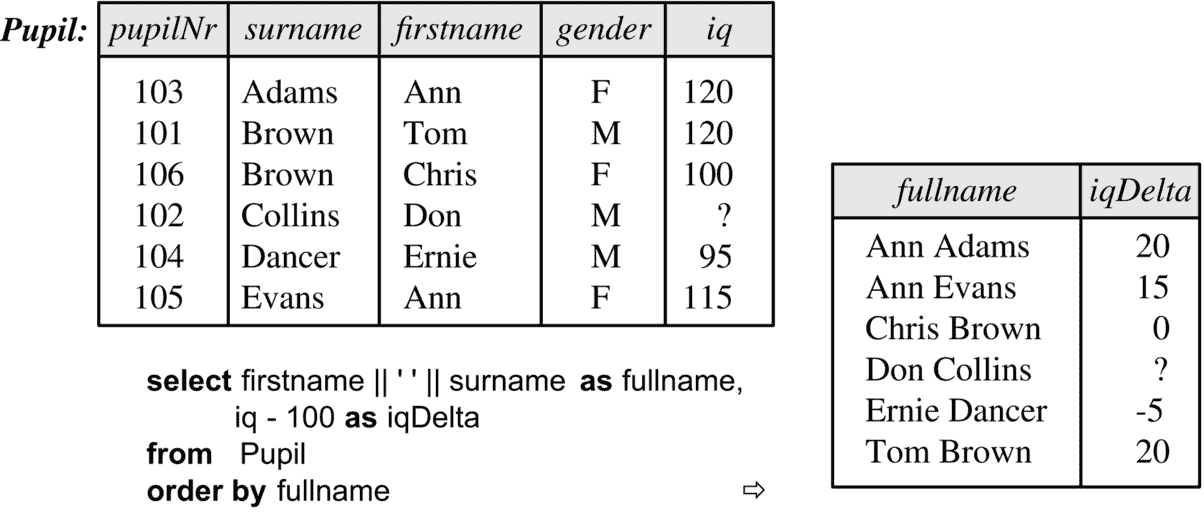 Pupil: pupilNr surname firstname gender iq
103 Adams Ann F 120
101 Brown Tom M 120
106 Brown Chris F 100
102 Collins Don M ?
104 Dancer Ernie M 95
105 Evans Ann F 115
select firstname || ' ' || surname as fullname,
iq - 100 as iqDelta
from Pupil
order by fullname ⇨
fullname iqDelta
Ann Adams 20
Ann Evans 15
Chris Brown 0
Don Collins ?
Ernie Dancer -5
Tom Brown 20